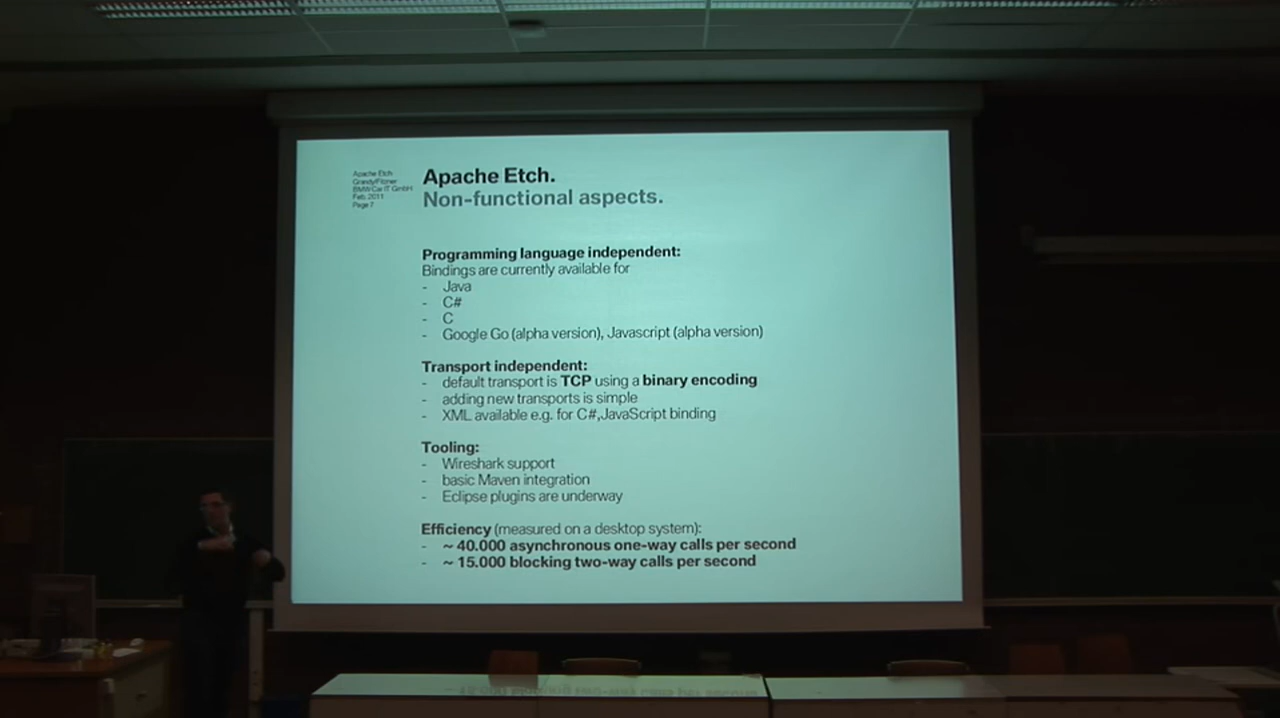 Apache Etch
Grandy/Fitzner
BMW Car IT GmbH
Feb. 2011
Page 7
Apache Etch.
Non-functional aspects.
Programming language independent:
Bindings are currently available for
- Java
- C#
- C
- Google Go (alpha version), Javascript (alpha version)
Transport independent:
- default transport is TCP using a binary encoding
- adding new transports is simple
- XML available e.g. for C#,JavaScript binding
Tooling:
- Wireshark support
- basic Maven integration
- Eclipse plugins are underway
Efficiency (measured on a desktop system):
- ~ 40.000 asynchronous one-way calls per second
- ~ 15.000 blocking two-way calls per second